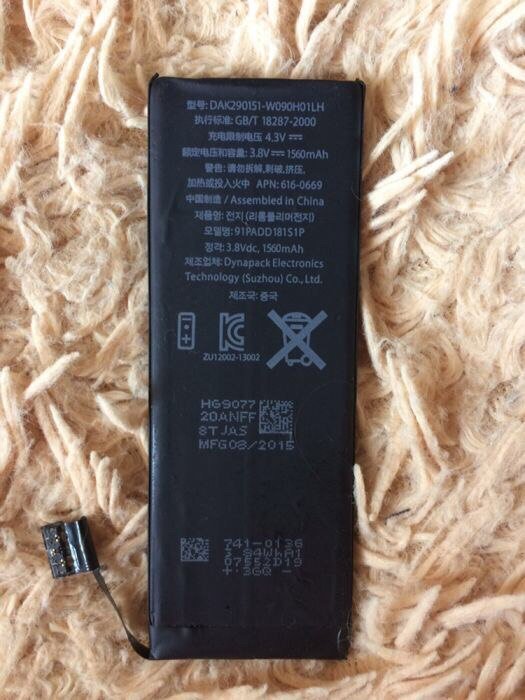 型号: DAK290151-W090H01LH
执行标准: GB/T 18287-2000
充电限制电压 4.3V ⎓
额定电压和容量: 3.8V ⎓ 1560mAh
警告: 请勿拆解,刺破,挤压,
加热或投入火中 APN: 616-0669
中国制造 / Assembled in China
제품명: 전지 (리튬폴리머전지)
모델명: 91PADD181S1P
정격: 3.8Vdc, 1560mAh
제조업체: Dynapack Electronics
Technology (Suzhou) Co., Ltd.
제조국: 중국
ZU12002-13002
HG9077
20ANFF
8TJAS
MFG08/2015
741-0136
07552D19